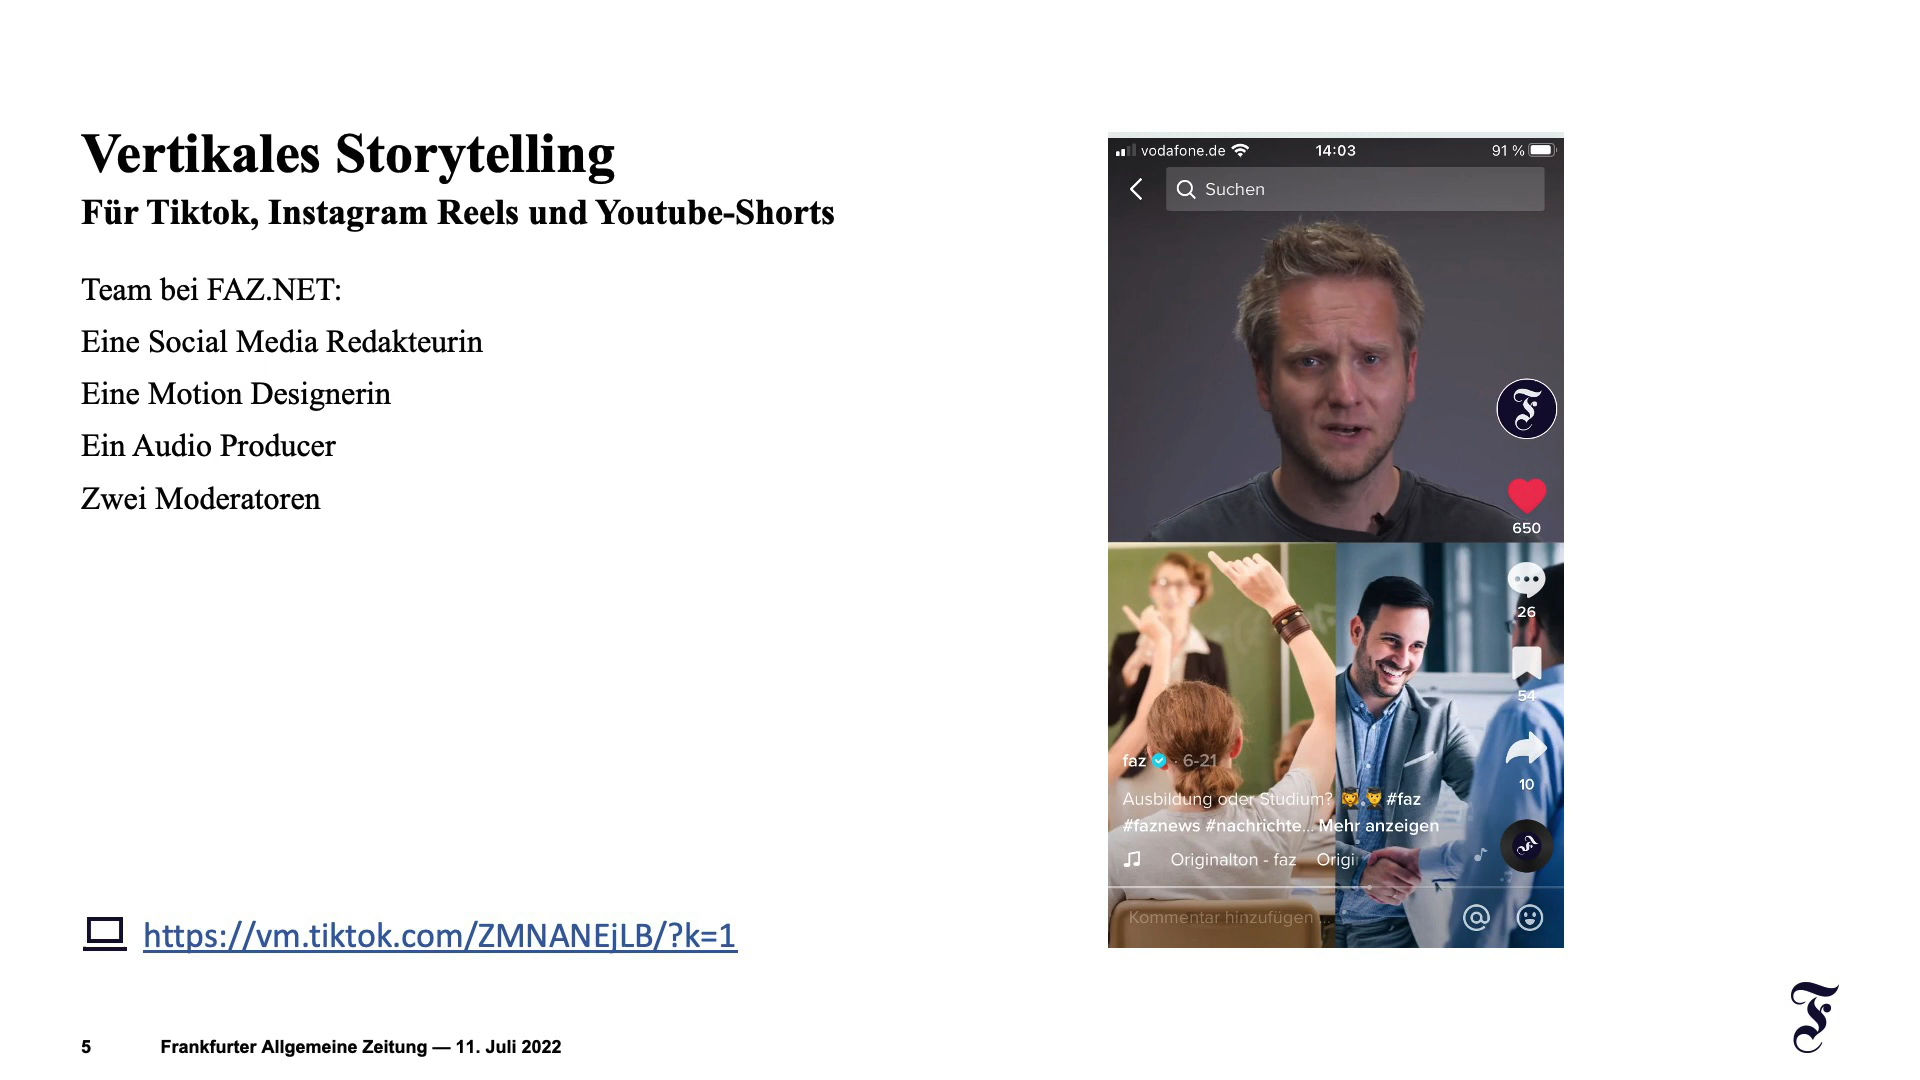 Vertikales Storytelling
Für Tiktok, Instagram Reels und Youtube-Shorts
Team bei FAZ.NET:
Eine Social Media Redakteurin
Eine Motion Designerin
Ein Audio Producer
Zwei Moderatoren
https://vm.tiktok.com/ZMNANEjLB/?k=1
vodafone.de 14:03 91 %
Suchen
650
26
54
10
faz · 6-21
Ausbildung oder Studium? 👩‍🎓👨‍🎓 #faz
#faznews #nachrichte... Mehr anzeigen
Originalton - faz Origi
Kommentar hinzufügen ...
5 Frankfurter Allgemeine Zeitung — 11. Juli 2022